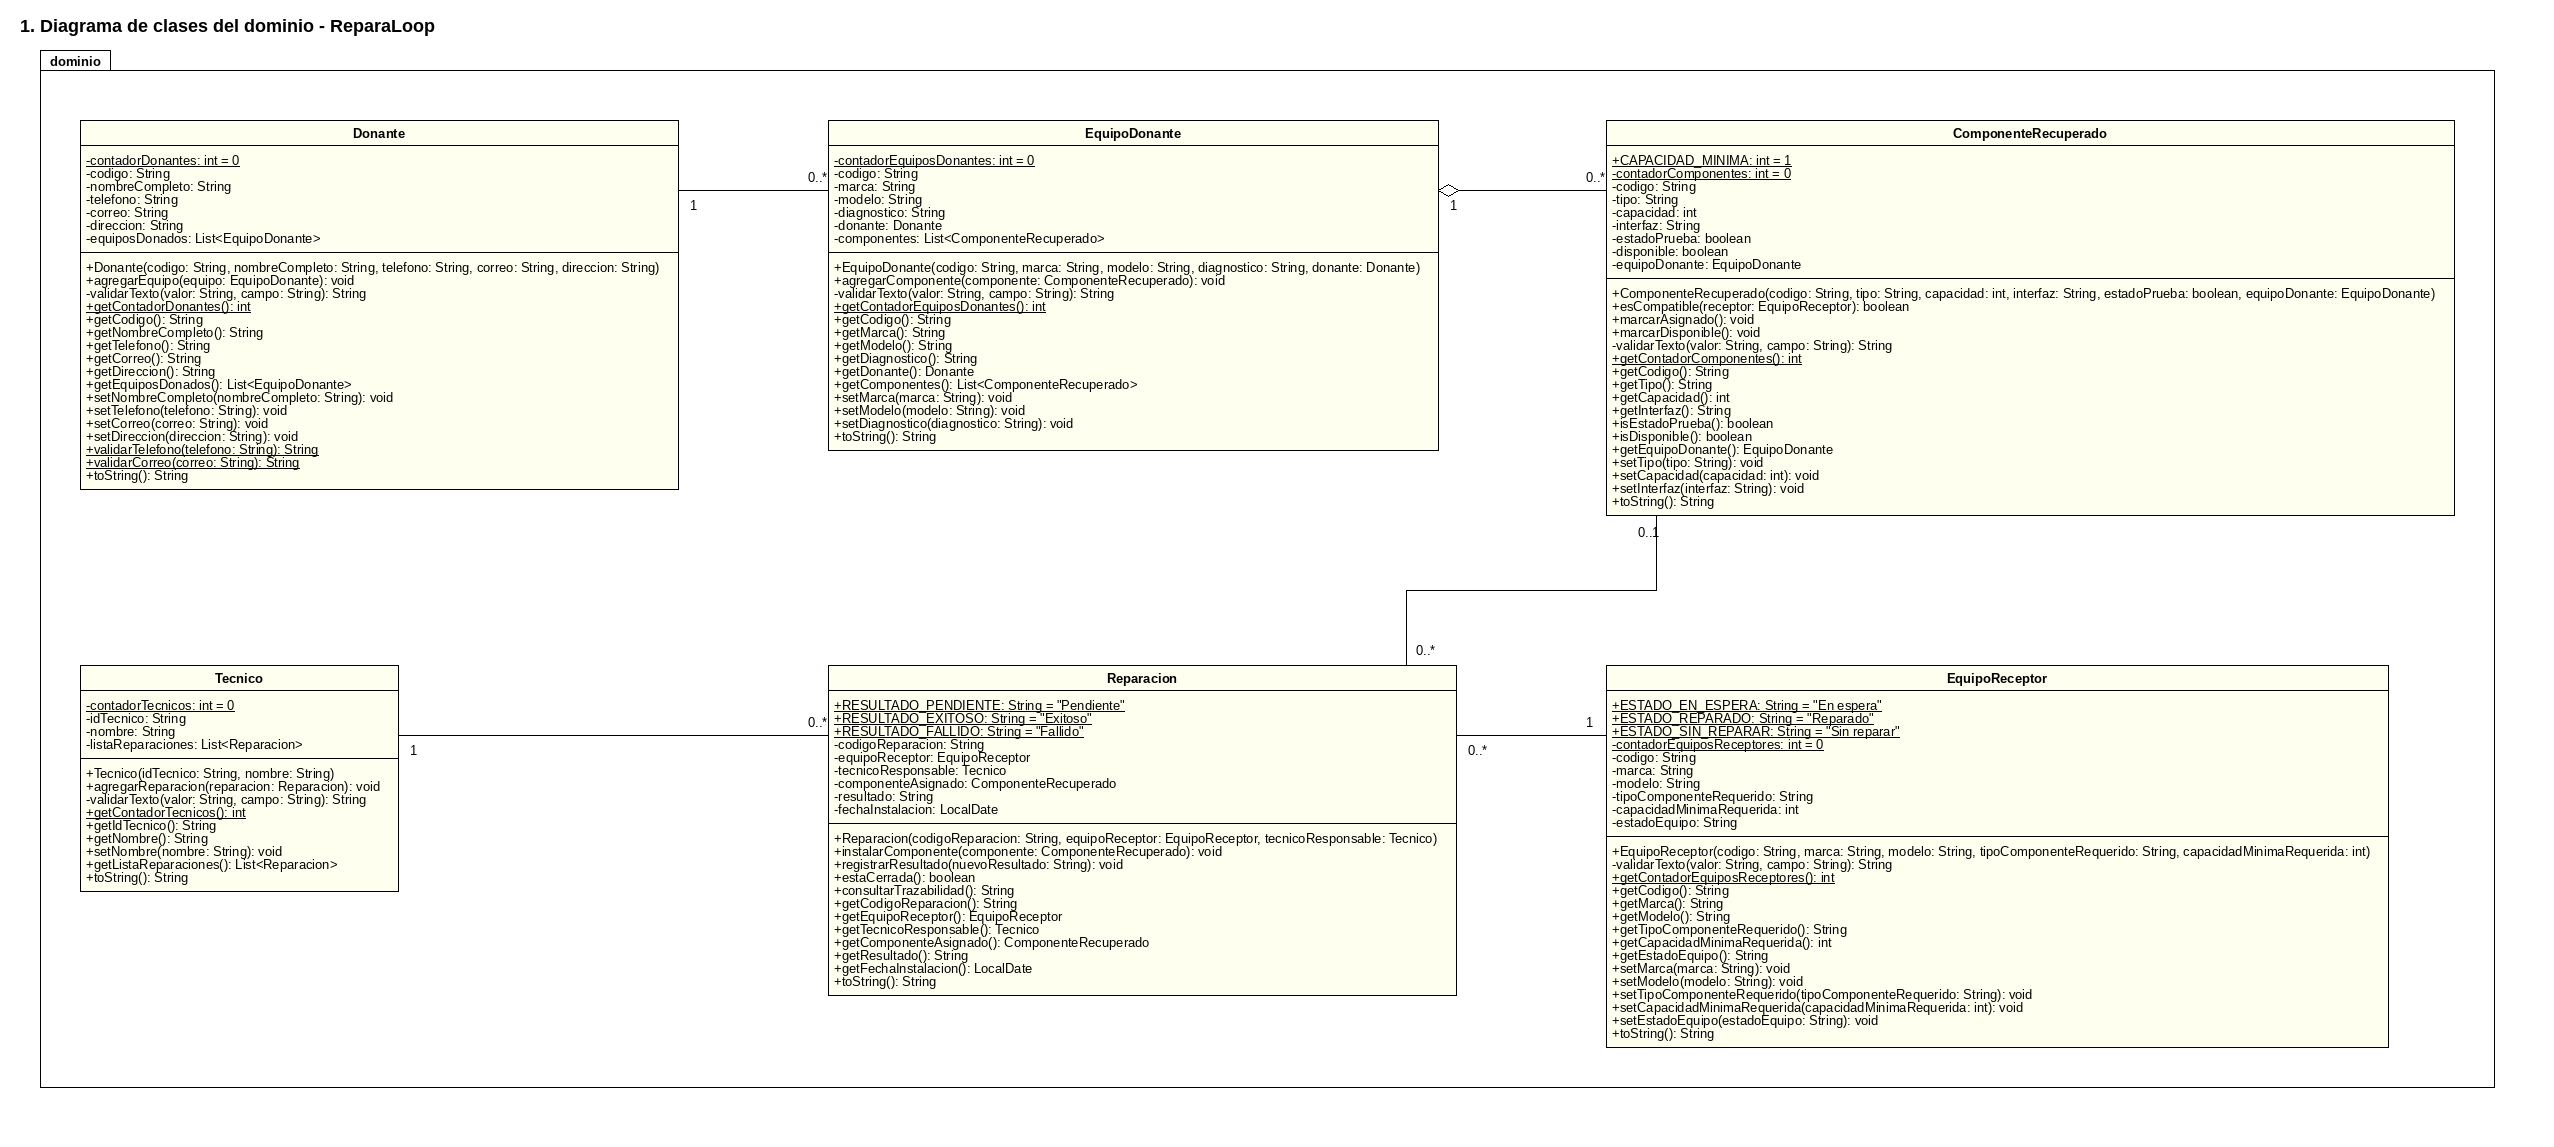 1. Diagrama de clases del dominio - ReparaLoop
dominio
Donante
-contadorDonantes: int = 0
-codigo: String
-nombreCompleto: String
-telefono: String
-correo: String
-direccion: String
-equiposDonados: List<EquipoDonante>
+Donante(codigo: String, nombreCompleto: String, telefono: String, correo: String, direccion: String)
+agregarEquipo(equipo: EquipoDonante): void
-validarTexto(valor: String, campo: String): String
+getContadorDonantes(): int
+getCodigo(): String
+getNombreCompleto(): String
+getTelefono(): String
+getCorreo(): String
+getDireccion(): String
+getEquiposDonados(): List<EquipoDonante>
+setNombreCompleto(nombreCompleto: String): void
+setTelefono(telefono: String): void
+setCorreo(correo: String): void
+setDireccion(direccion: String): void
+validarTelefono(telefono: String): String
+validarCorreo(correo: String): String
+toString(): String
1
0..*
EquipoDonante
-contadorEquiposDonantes: int = 0
-codigo: String
-marca: String
-modelo: String
-diagnostico: String
-donante: Donante
-componentes: List<ComponenteRecuperado>
+EquipoDonante(codigo: String, marca: String, modelo: String, diagnostico: String, donante: Donante)
+agregarComponente(componente: ComponenteRecuperado): void
-validarTexto(valor: String, campo: String): String
+getContadorEquiposDonantes(): int
+getCodigo(): String
+getMarca(): String
+getModelo(): String
+getDiagnostico(): String
+getDonante(): Donante
+getComponentes(): List<ComponenteRecuperado>
+setMarca(marca: String): void
+setModelo(modelo: String): void
+setDiagnostico(diagnostico: String): void
+toString(): String
1
0..*
ComponenteRecuperado
+CAPACIDAD_MINIMA: int = 1
-contadorComponentes: int = 0
-codigo: String
-tipo: String
-capacidad: int
-interfaz: String
-estadoPrueba: boolean
-disponible: boolean
-equipoDonante: EquipoDonante
+ComponenteRecuperado(codigo: String, tipo: String, capacidad: int, interfaz: String, estadoPrueba: boolean, equipoDonante: EquipoDonante)
+esCompatible(receptor: EquipoReceptor): boolean
+marcarAsignado(): void
+marcarDisponible(): void
-validarTexto(valor: String, campo: String): String
+getContadorComponentes(): int
+getCodigo(): String
+getTipo(): String
+getCapacidad(): int
+getInterfaz(): String
+isEstadoPrueba(): boolean
+isDisponible(): boolean
+getEquipoDonante(): EquipoDonante
+setTipo(tipo: String): void
+setCapacidad(capacidad: int): void
+setInterfaz(interfaz: String): void
+toString(): String
0..1
0..*
Tecnico
-contadorTecnicos: int = 0
-idTecnico: String
-nombre: String
-listaReparaciones: List<Reparacion>
+Tecnico(idTecnico: String, nombre: String)
+agregarReparacion(reparacion: Reparacion): void
-validarTexto(valor: String, campo: String): String
+getContadorTecnicos(): int
+getIdTecnico(): String
+getNombre(): String
+setNombre(nombre: String): void
+getListaReparaciones(): List<Reparacion>
+toString(): String
1
0..*
Reparacion
+RESULTADO_PENDIENTE: String = "Pendiente"
+RESULTADO_EXITOSO: String = "Exitoso"
+RESULTADO_FALLIDO: String = "Fallido"
-codigoReparacion: String
-equipoReceptor: EquipoReceptor
-tecnicoResponsable: Tecnico
-componenteAsignado: ComponenteRecuperado
-resultado: String
-fechaInstalacion: LocalDate
+Reparacion(codigoReparacion: String, equipoReceptor: EquipoReceptor, tecnicoResponsable: Tecnico)
+instalarComponente(componente: ComponenteRecuperado): void
+registrarResultado(nuevoResultado: String): void
+estaCerrada(): boolean
+consultarTrazabilidad(): String
+getCodigoReparacion(): String
+getEquipoReceptor(): EquipoReceptor
+getTecnicoResponsable(): Tecnico
+getComponenteAsignado(): ComponenteRecuperado
+getResultado(): String
+getFechaInstalacion(): LocalDate
+toString(): String
0..*
1
EquipoReceptor
+ESTADO_EN_ESPERA: String = "En espera"
+ESTADO_REPARADO: String = "Reparado"
+ESTADO_SIN_REPARAR: String = "Sin reparar"
-contadorEquiposReceptores: int = 0
-codigo: String
-marca: String
-modelo: String
-tipoComponenteRequerido: String
-capacidadMinimaRequerida: int
-estadoEquipo: String
+EquipoReceptor(codigo: String, marca: String, modelo: String, tipoComponenteRequerido: String, capacidadMinimaRequerida: int)
-validarTexto(valor: String, campo: String): String
+getContadorEquiposReceptores(): int
+getCodigo(): String
+getMarca(): String
+getModelo(): String
+getTipoComponenteRequerido(): String
+getCapacidadMinimaRequerida(): int
+getEstadoEquipo(): String
+setMarca(marca: String): void
+setModelo(modelo: String): void
+setTipoComponenteRequerido(tipoComponenteRequerido: String): void
+setCapacidadMinimaRequerida(capacidadMinimaRequerida: int): void
+setEstadoEquipo(estadoEquipo: String): void
+toString(): String